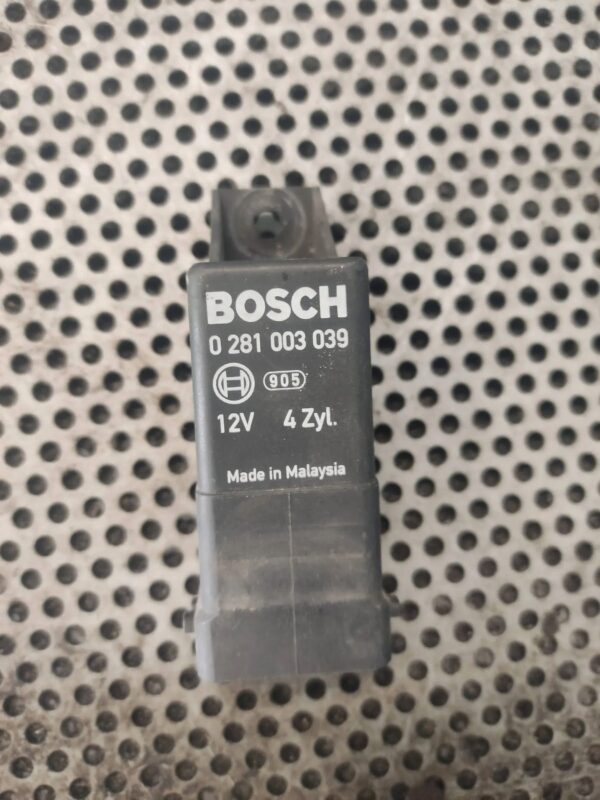 BOSCH
0 281 003 039
905
12V 4 Zyl.
Made in Malaysia